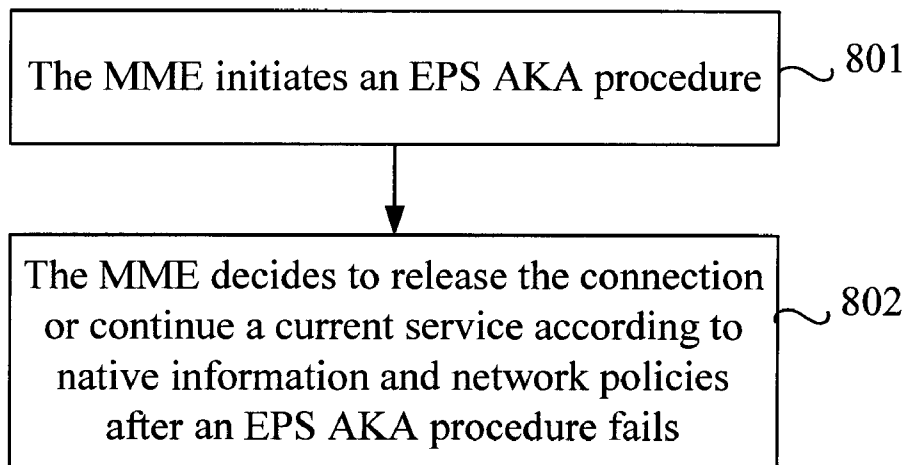 The MME initiates an EPS AKA procedure
801
The MME decides to release the connection
or continue a current service according to
native information and network policies
after an EPS AKA procedure fails
802